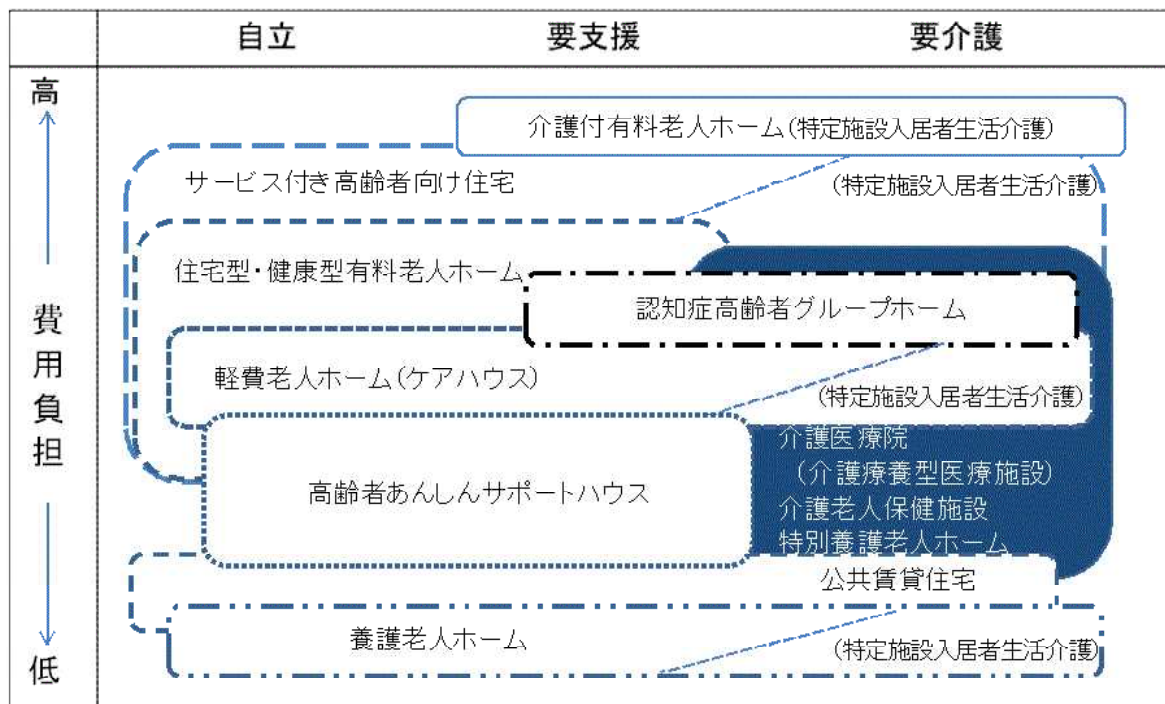 自立 要支援 要介護
高
費用負担
低
介護付有料老人ホーム(特定施設入居者生活介護)
サービス付き高齢者向け住宅 (特定施設入居者生活介護)
住宅型・健康型有料老人ホーム
認知症高齢者グループホーム
軽費老人ホーム(ケアハウス) (特定施設入居者生活介護)
介護医療院
(介護療養型医療施設)
高齢者あんしんサポートハウス
介護老人保健施設
特別養護老人ホーム
公共賃貸住宅
養護老人ホーム (特定施設入居者生活介護)